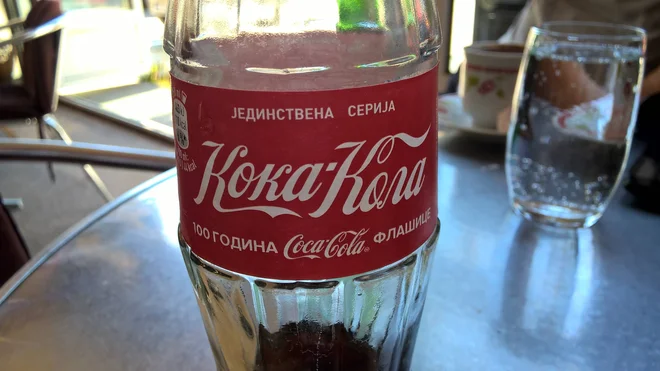 ЈЕДИНСТВЕНА СЕРИЈА
Кока-Кола
100 ГОДИНА Coca-Cola ФЛАШИЦЕ